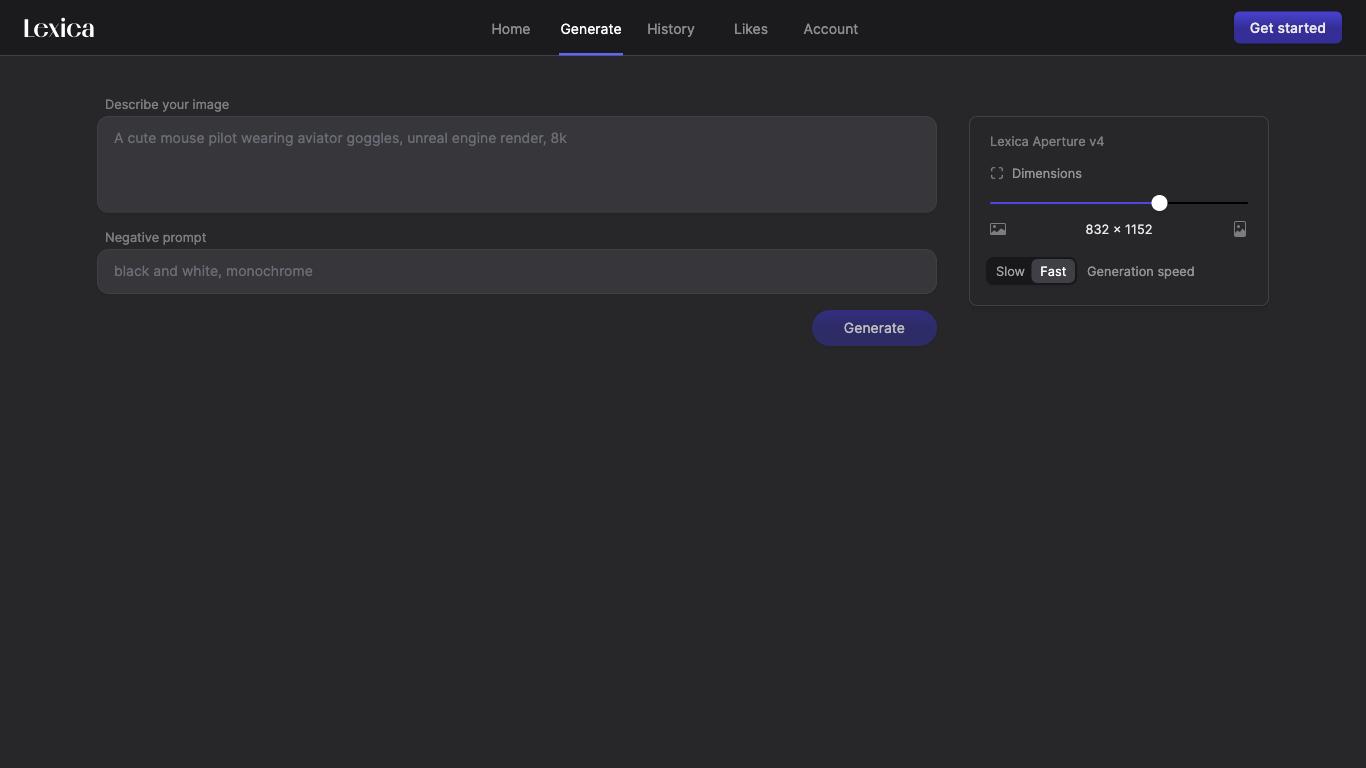 Lexica
Home Generate History Likes Account
Get started
Describe your image
A cute mouse pilot wearing aviator goggles, unreal engine render, 8k
Negative prompt
black and white, monochrome
Generate
Lexica Aperture v4
Dimensions
832 × 1152
Slow Fast Generation speed